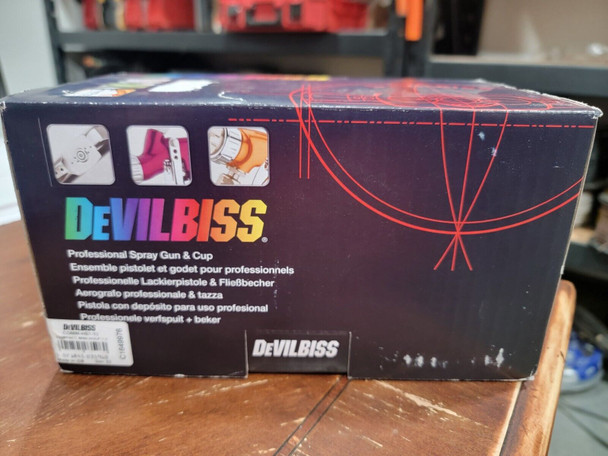 DeVILBISS®
Professional Spray Gun & Cup
Ensemble pistolet et godet pour professionnels
Professionelle Lackierpistole & Fließbecher
Aerografo professionale & tazza
Pistola con depósito para uso profesional
Professionele verfspuit + beker
DeVILBISS
DeVILBISS